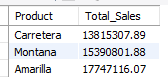 Product Total_Sales
Carretera 13815307.89
Montana 15390801.88
Amarilla 17747116.07